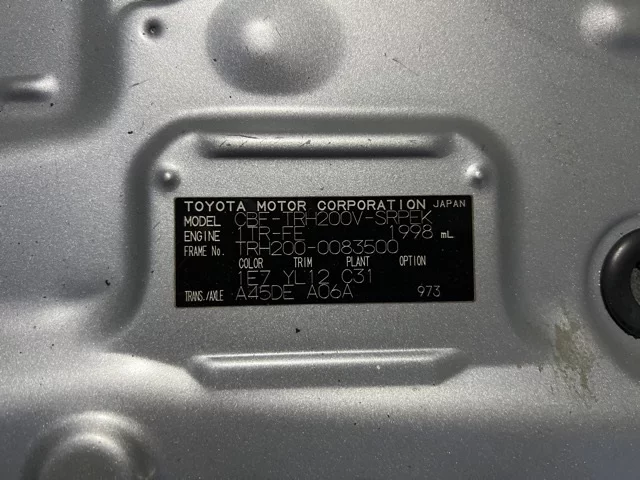 TOYOTA MOTOR CORPORATION JAPAN
MODEL CBF-TRH200V-SRPEK
ENGINE 1TR-FE 1998 mL
FRAME No. TRH200-0083500
COLOR TRIM PLANT OPTION
1E7 YL12 C31
TRANS./AXLE A45DE A06A 973